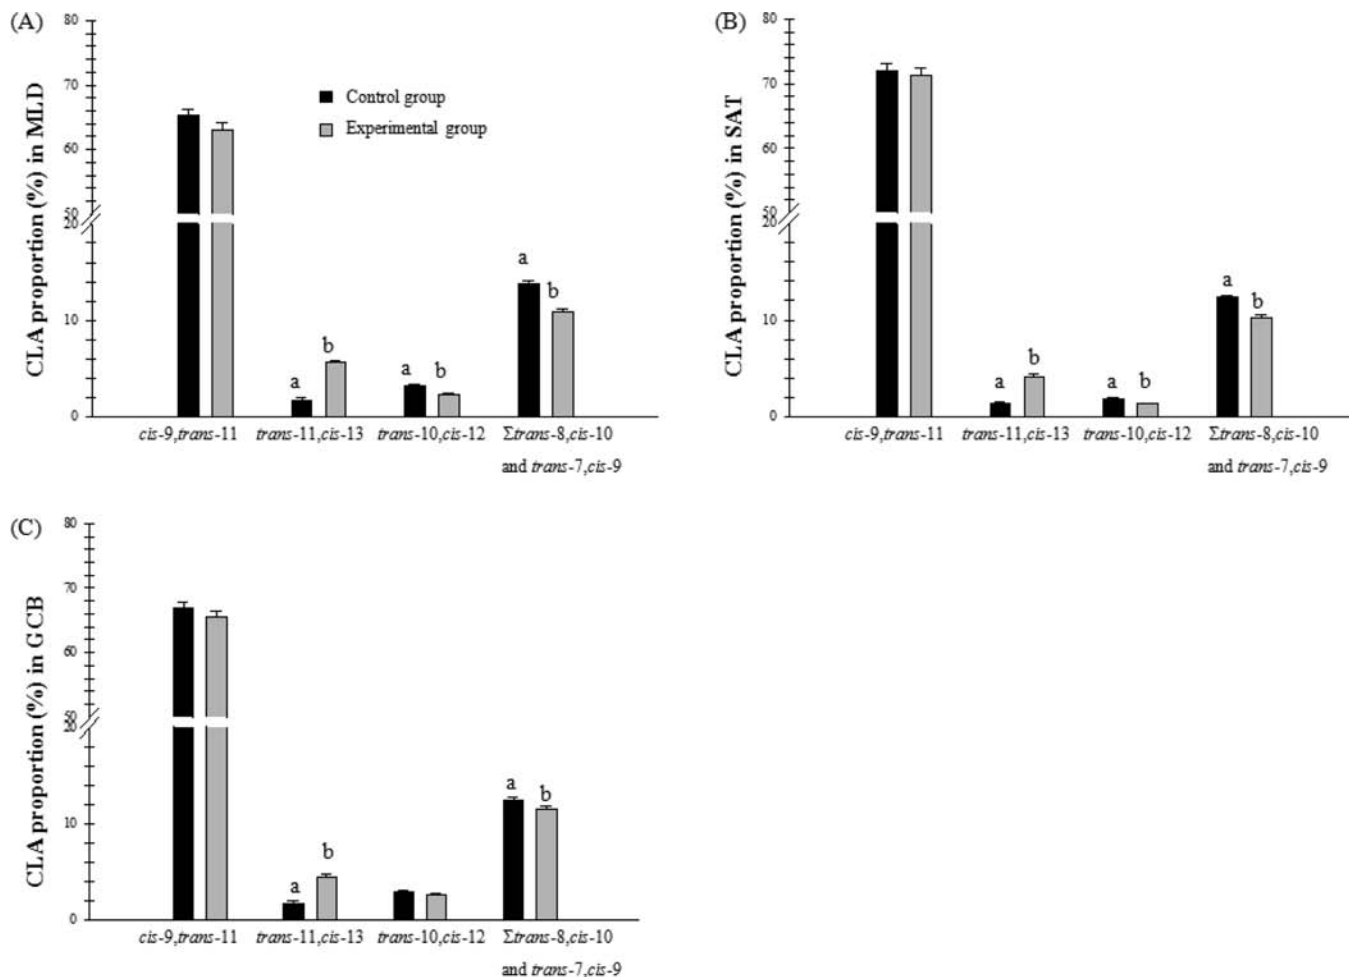 (A)
CLA proportion (%) in MLD
80
70
60
50
20
10
0
Control group
Experimental group
a
b
a
b
a
b
cis-9,trans-11
trans-11,cis-13
trans-10,cis-12
Σtrans-8,cis-10
and trans-7,cis-9
(B)
CLA proportion (%) in SAT
80
70
60
50
20
10
0
a
b
a
b
a
b
cis-9,trans-11
trans-11,cis-13
trans-10,cis-12
Σtrans-8,cis-10
and trans-7,cis-9
(C)
CLA proportion (%) in GCB
80
70
60
50
20
10
0
a
b
a
b
cis-9,trans-11
trans-11,cis-13
trans-10,cis-12
Σtrans-8,cis-10
and trans-7,cis-9